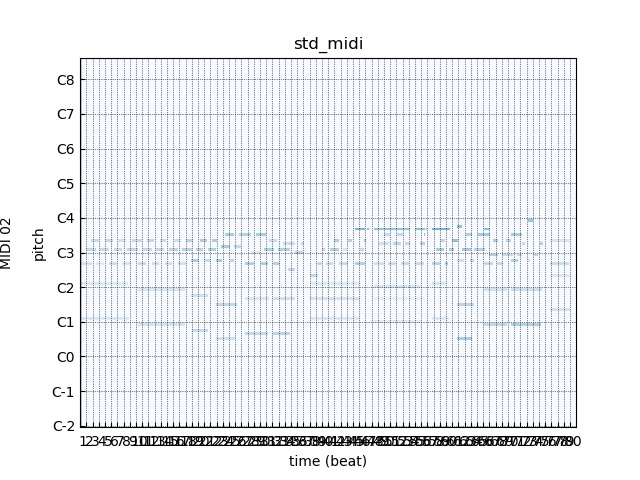 std_midi
MIDI 02
pitch
C8
C7
C6
C5
C4
C3
C2
C1
C0
C-1
C-2
time (beat)